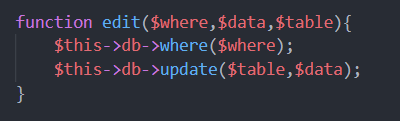 function edit($where,$data,$table){
    $this->db->where($where);
    $this->db->update($table,$data);
}